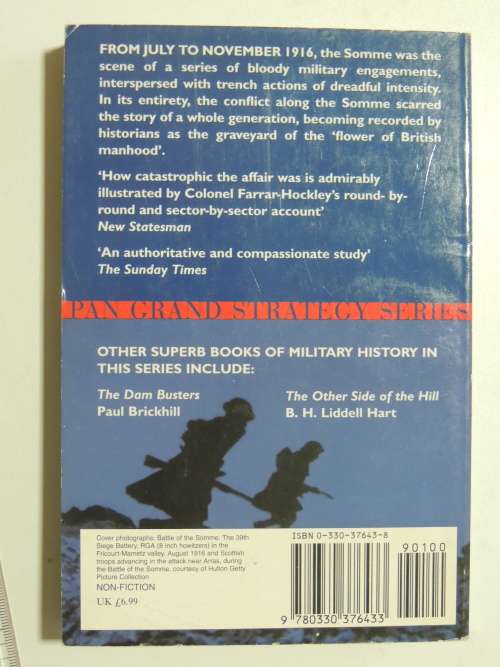 FROM JULY TO NOVEMBER 1916, the Somme was the
scene of a series of bloody military engagements,
interspersed with trench actions of dreadful intensity.
In its entirety, the conflict along the Somme scarred
the story of a whole generation, becoming recorded by
historians as the graveyard of the ‘flower of British
manhood’.
‘How catastrophic the affair was is admirably
illustrated by Colonel Farrar-Hockley’s round- by-
round and sector-by-sector account’
New Statesman
‘An authoritative and compassionate study’
The Sunday Times
PAN GRAND STRATEGY SERIES
OTHER SUPERB BOOKS OF MILITARY HISTORY IN
THIS SERIES INCLUDE:
The Dam Busters
Paul Brickhill
The Other Side of the Hill
B. H. Liddell Hart
Cover photographs: Battle of the Somme. The 39th
Siege Battery, RGA (8 inch howitzers) in the
Fricourt-Mametz valley, August 1916 and Scottish
troops advancing in the attack near Arras, during
the Battle of the Somme, courtesy of Hulton Getty
Picture Collection
NON-FICTION
UK £6.99
ISBN 0-330-37643-8
90100
9 780330 376433